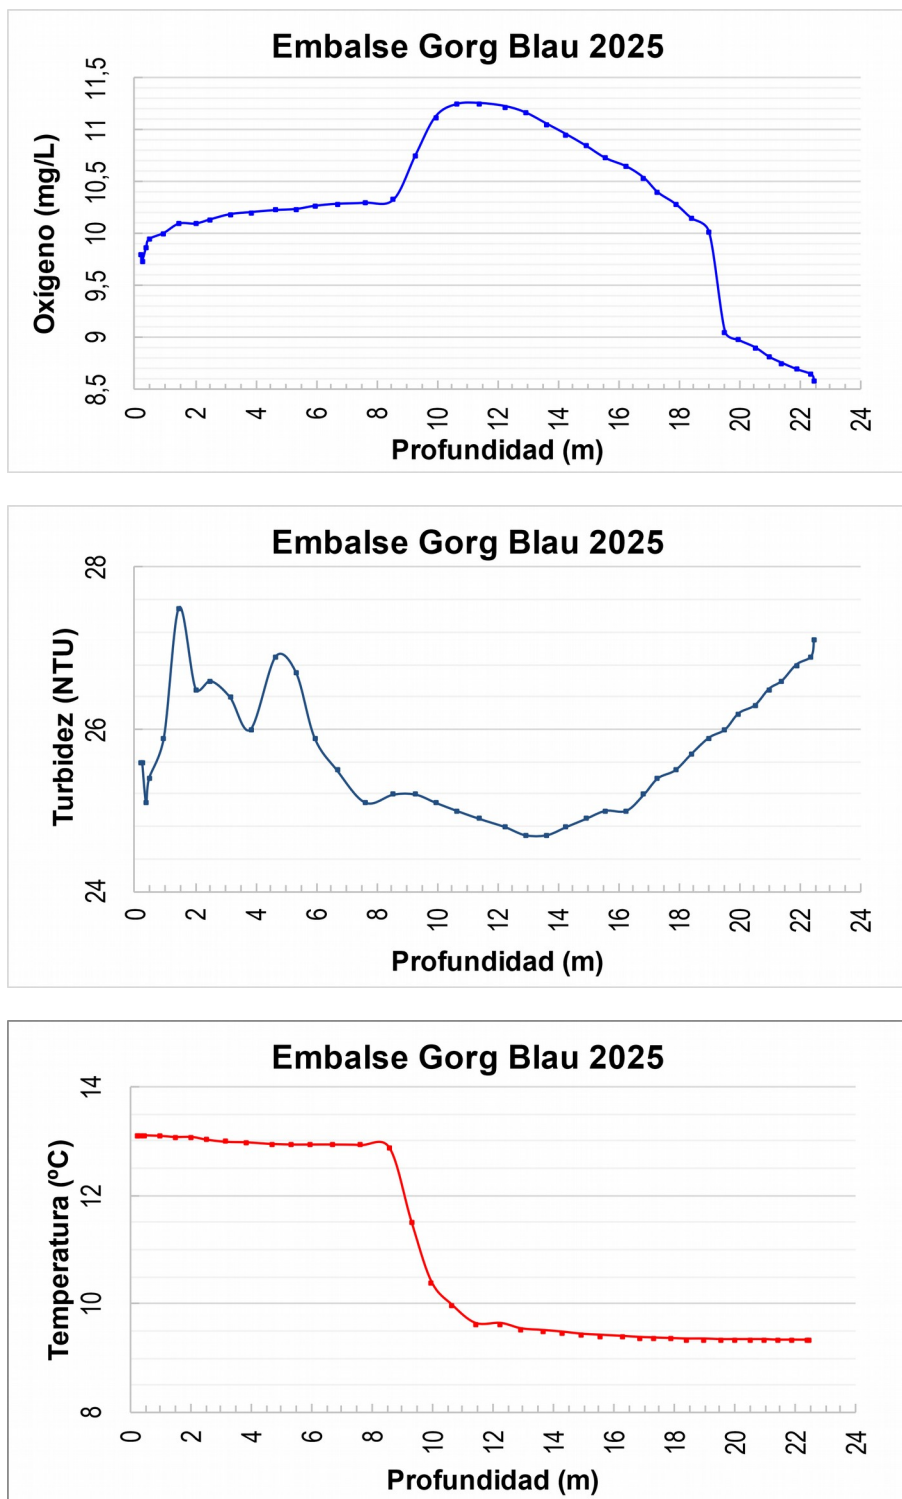 Embalse Gorg Blau 2025
Oxígeno (mg/L)
11,5
11
10,5
10
9,5
9
8,5
0 2 4 6 8 10 12 14 16 18 20 22 24
Profundidad (m)
Embalse Gorg Blau 2025
Turbidez (NTU)
28
26
24
0 2 4 6 8 10 12 14 16 18 20 22 24
Profundidad (m)
Embalse Gorg Blau 2025
Temperatura (ºC)
14
12
10
8
0 2 4 6 8 10 12 14 16 18 20 22 24
Profundidad (m)